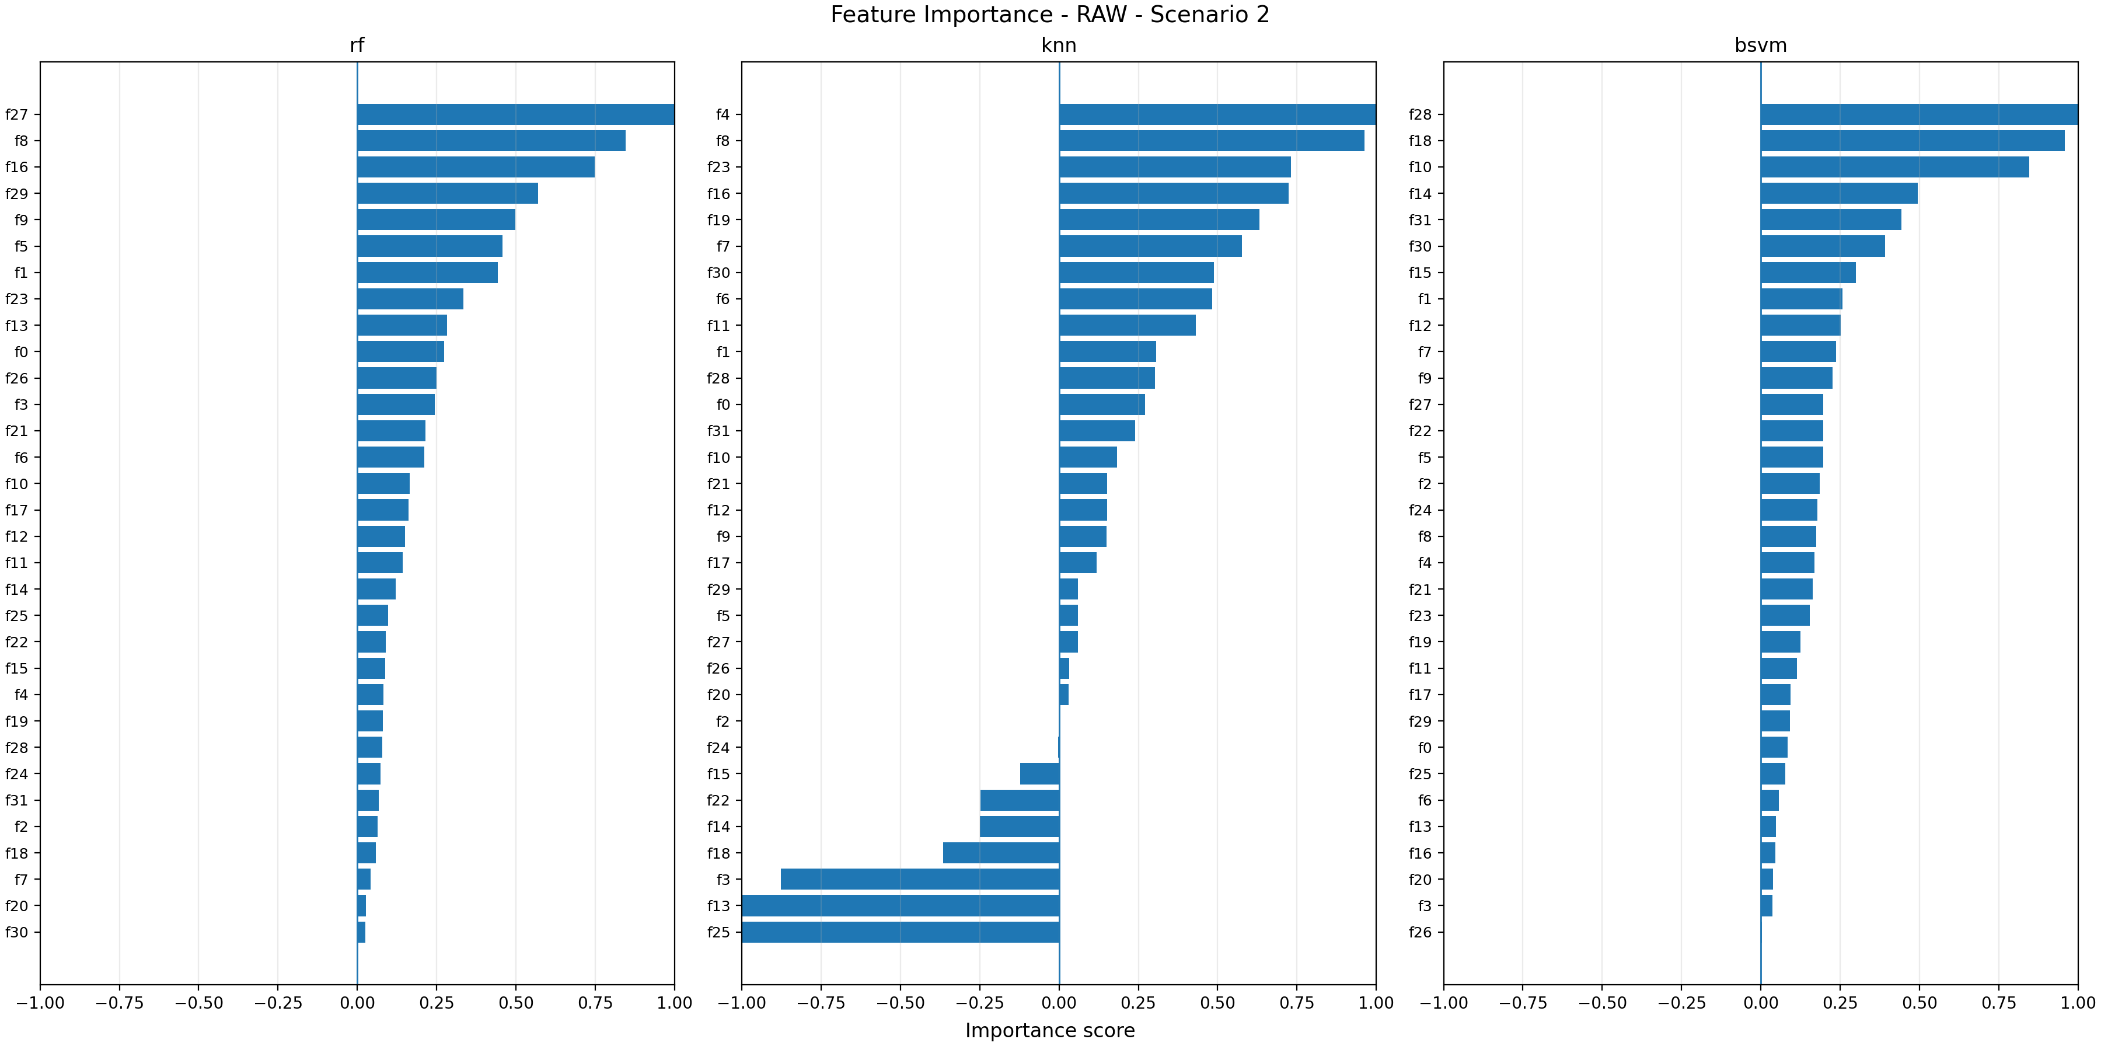 Feature Importance - RAW - Scenario 2
rf
f27
f8
f16
f29
f9
f5
f1
f23
f13
f0
f26
f3
f21
f6
f10
f17
f12
f11
f14
f25
f22
f15
f4
f19
f28
f24
f31
f2
f18
f7
f20
f30
−1.00 −0.75 −0.50 −0.25 0.00 0.25 0.50 0.75 1.00
knn
f4
f8
f23
f16
f19
f7
f30
f6
f11
f1
f28
f0
f31
f10
f21
f12
f9
f17
f29
f5
f27
f26
f20
f2
f24
f15
f22
f14
f18
f3
f13
f25
−1.00 −0.75 −0.50 −0.25 0.00 0.25 0.50 0.75 1.00
Importance score
bsvm
f28
f18
f10
f14
f31
f30
f15
f1
f12
f7
f9
f27
f22
f5
f2
f24
f8
f4
f21
f23
f19
f11
f17
f29
f0
f25
f6
f13
f16
f20
f3
f26
−1.00 −0.75 −0.50 −0.25 0.00 0.25 0.50 0.75 1.00